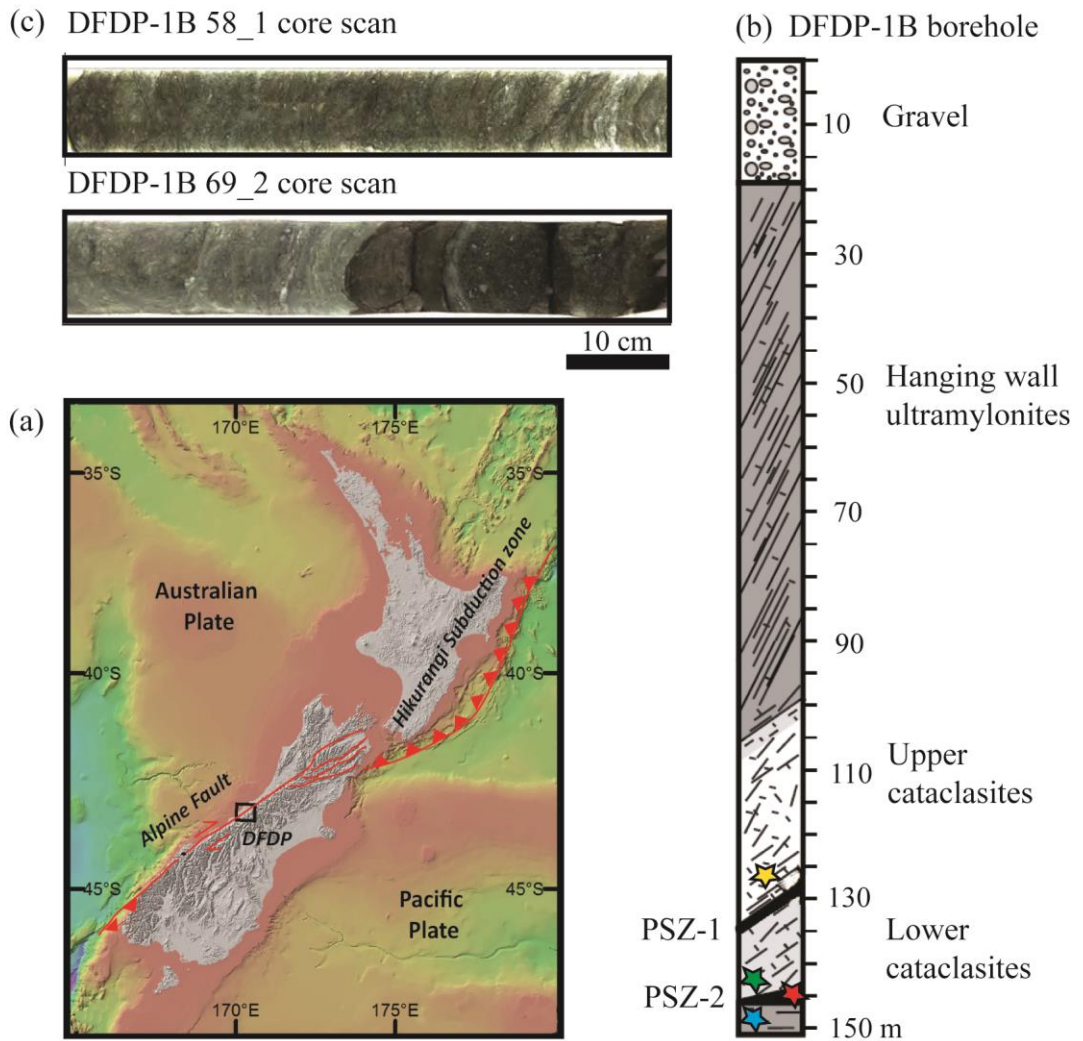 (c) DFDP-1B 58_1 core scan
DFDP-1B 69_2 core scan
10 cm
(a)
170°E 175°E
35°S 35°S
Australian
Plate
Hikurangi Subduction zone
40°S 40°S
Alpine Fault
DFDP
45°S 45°S
Pacific
Plate
170°E 175°E
(b) DFDP-1B borehole
10
Gravel
30
50
Hanging wall
ultramylonites
70
90
110
Upper
cataclasites
130
PSZ-1
Lower
cataclasites
PSZ-2
150 m